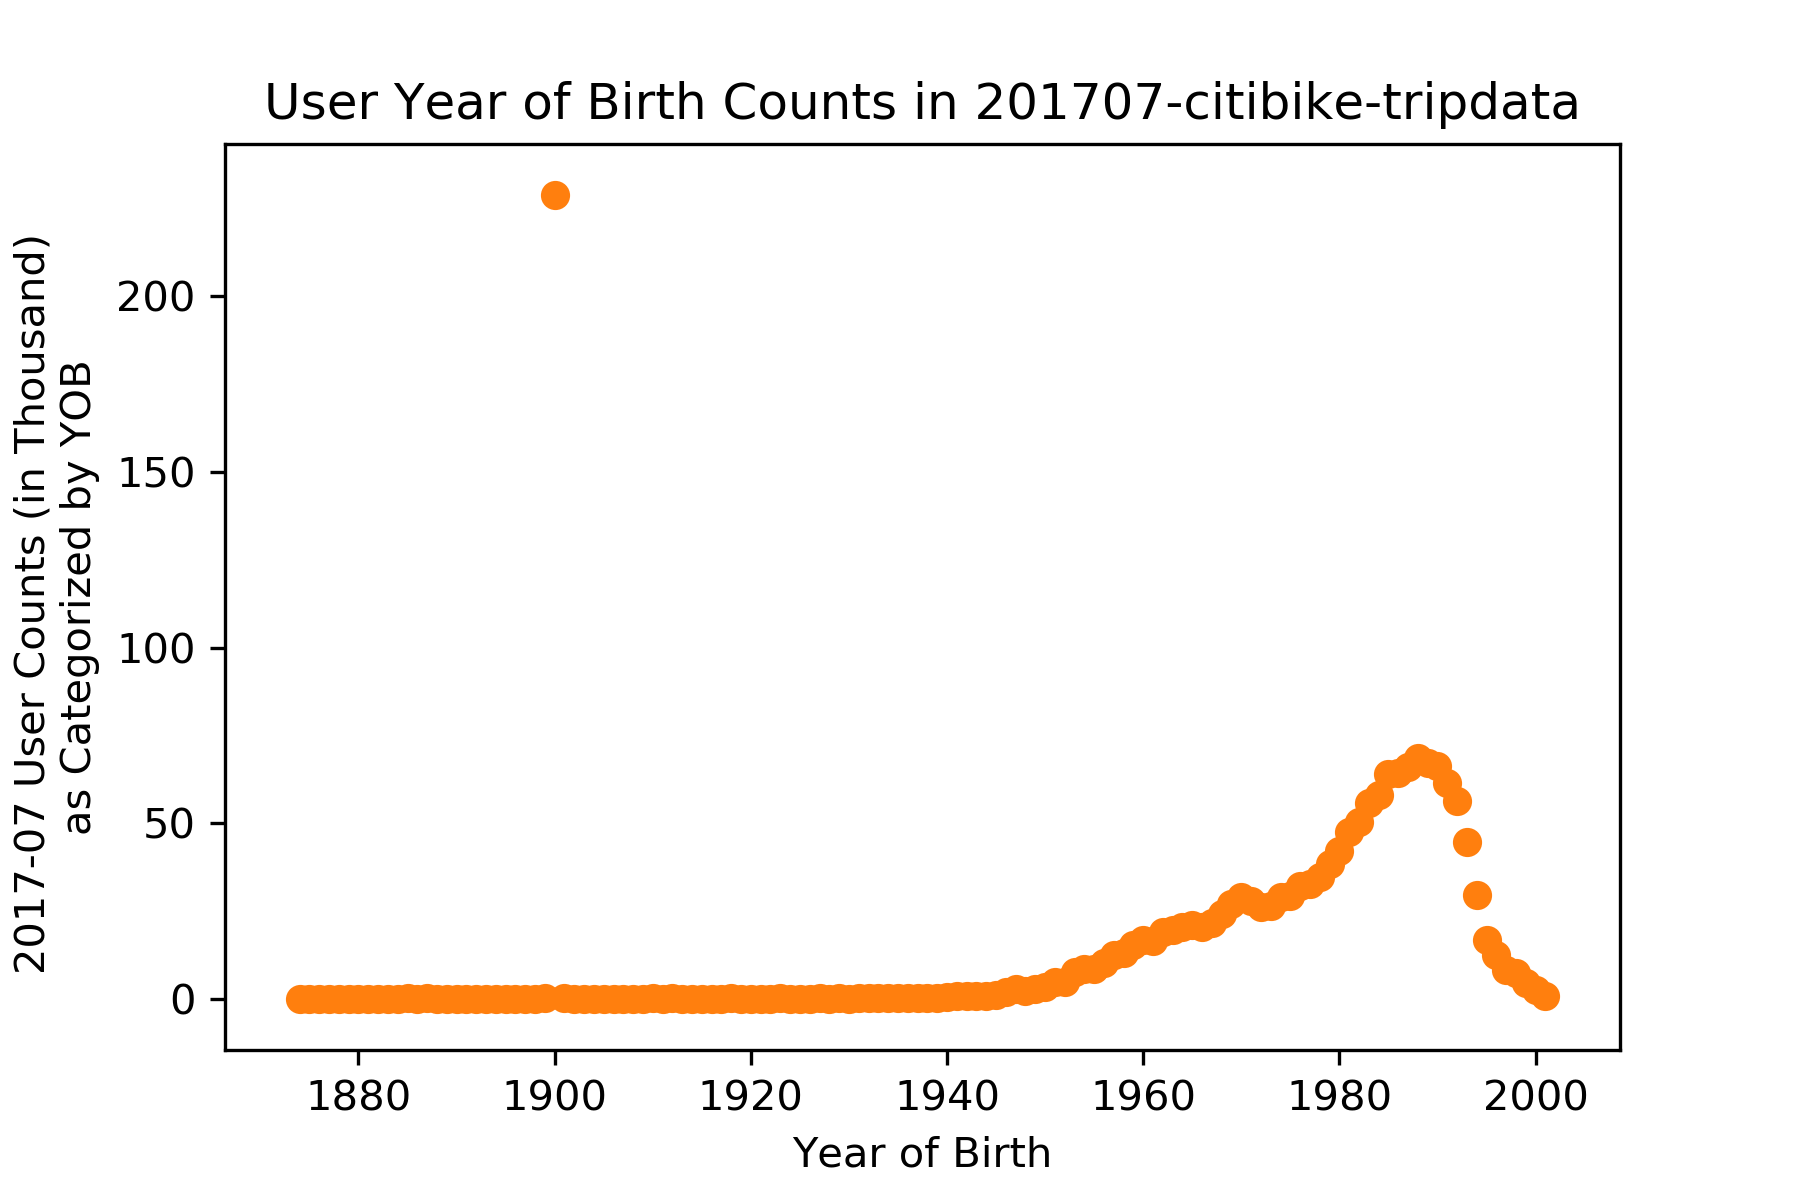 User Year of Birth Counts in 201707-citibike-tripdata
2017-07 User Counts (in Thousand)
as Categorized by YOB
200
150
100
50
0
1880 1900 1920 1940 1960 1980 2000
Year of Birth